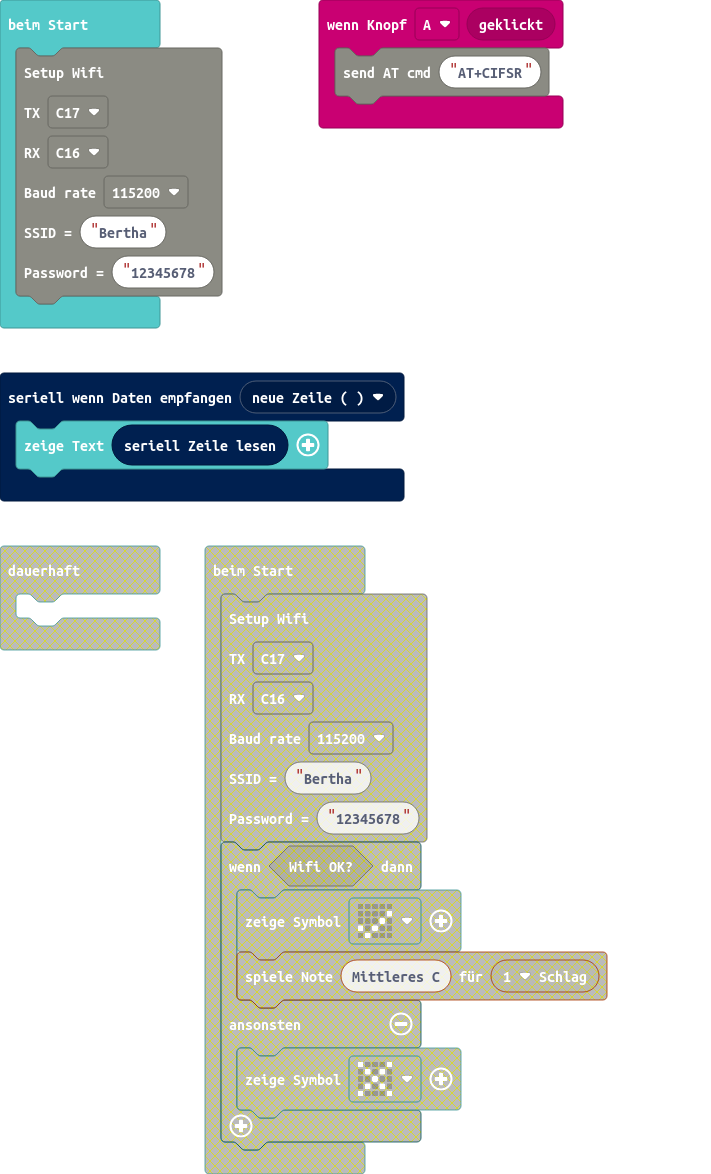 beim Start
Setup Wifi
TX C17
RX C16
Baud rate 115200
SSID = "Bertha"
Password = "12345678"
wenn Knopf A geklickt
send AT cmd "AT+CIFSR"
seriell wenn Daten empfangen neue Zeile ( )
zeige Text seriell Zeile lesen
dauerhaft
beim Start
Setup Wifi
TX C17
RX C16
Baud rate 115200
SSID = "Bertha"
Password = "12345678"
wenn Wifi OK? dann
zeige Symbol
spiele Note Mittleres C für 1 Schlag
ansonsten
zeige Symbol